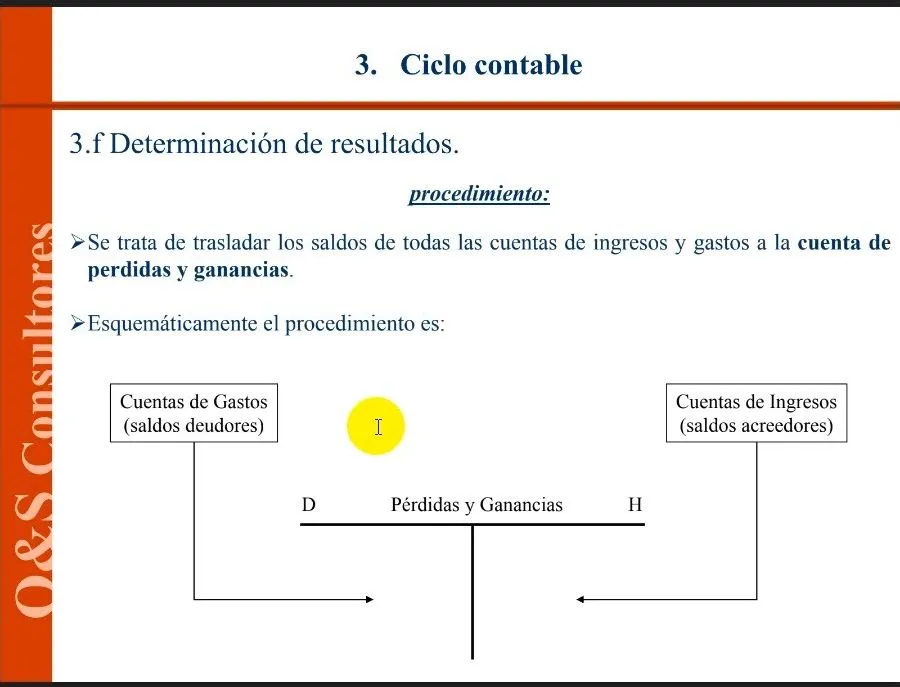 3. Ciclo contable
3.f Determinación de resultados.
procedimiento:
➢Se trata de trasladar los saldos de todas las cuentas de ingresos y gastos a la cuenta de
perdidas y ganancias.
➢Esquemáticamente el procedimiento es:
Cuentas de Gastos
(saldos deudores)
Cuentas de Ingresos
(saldos acreedores)
D Pérdidas y Ganancias H
Q&S Consultores